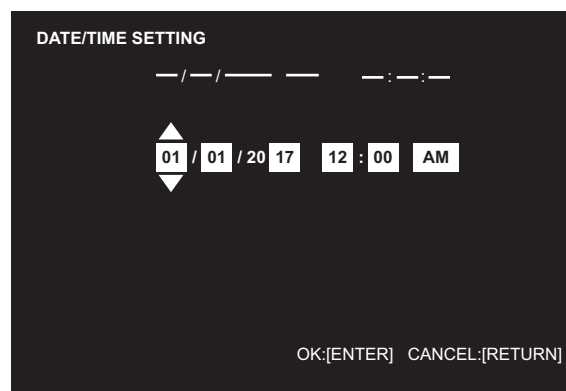 DATE/TIME SETTING
—/—/—— —— —:—:—
01 / 01 / 20 17 12 : 00 AM
OK:[ENTER] CANCEL:[RETURN]